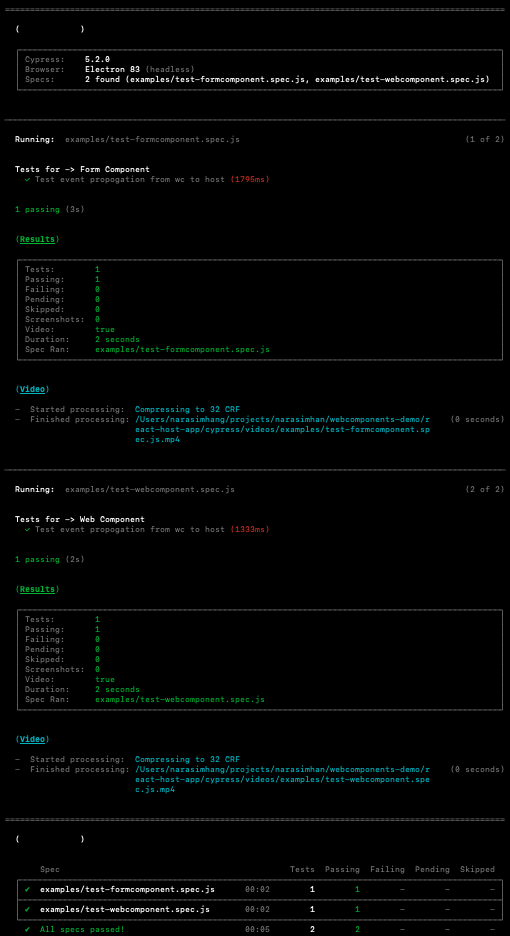 (          )
Cypress: 5.2.0
Browser: Electron 83 (headless)
Specs: 2 found (examples/test-formcomponent.spec.js, examples/test-webcomponent.spec.js)
Running: examples/test-formcomponent.spec.js (1 of 2)
Tests for -> Form Component
✓ Test event propogation from wc to host (1795ms)
1 passing (3s)
(Results)
Tests: 1
Passing: 1
Failing: 0
Pending: 0
Skipped: 0
Screenshots: 0
Video: true
Duration: 2 seconds
Spec Ran: examples/test-formcomponent.spec.js
(Video)
- Started processing: Compressing to 32 CRF
- Finished processing: /Users/narasimhang/projects/narasimhan/webcomponents-demo/r (0 seconds)
eact-host-app/cypress/videos/examples/test-formcomponent.sp
ec.js.mp4
Running: examples/test-webcomponent.spec.js (2 of 2)
Tests for -> Web Component
✓ Test event propogation from wc to host (1333ms)
1 passing (2s)
(Results)
Tests: 1
Passing: 1
Failing: 0
Pending: 0
Skipped: 0
Screenshots: 0
Video: true
Duration: 2 seconds
Spec Ran: examples/test-webcomponent.spec.js
(Video)
- Started processing: Compressing to 32 CRF
- Finished processing: /Users/narasimhang/projects/narasimhan/webcomponents-demo/r (0 seconds)
eact-host-app/cypress/videos/examples/test-webcomponent.spe
c.js.mp4
(          )
Spec Tests Passing Failing Pending Skipped
✔ examples/test-formcomponent.spec.js 00:02 1 1 - - -
✔ examples/test-webcomponent.spec.js 00:02 1 1 - - -
✔ All specs passed! 00:05 2 2 - - -